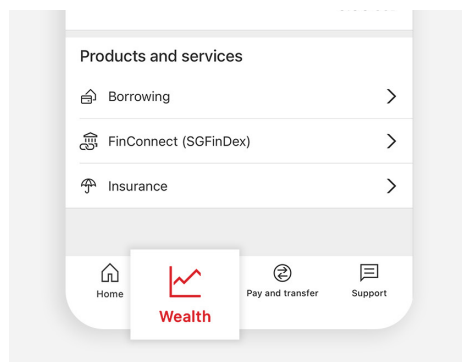 Products and services
Borrowing
FinConnect (SGFinDex)
Insurance
Home
Wealth
Pay and transfer
Support